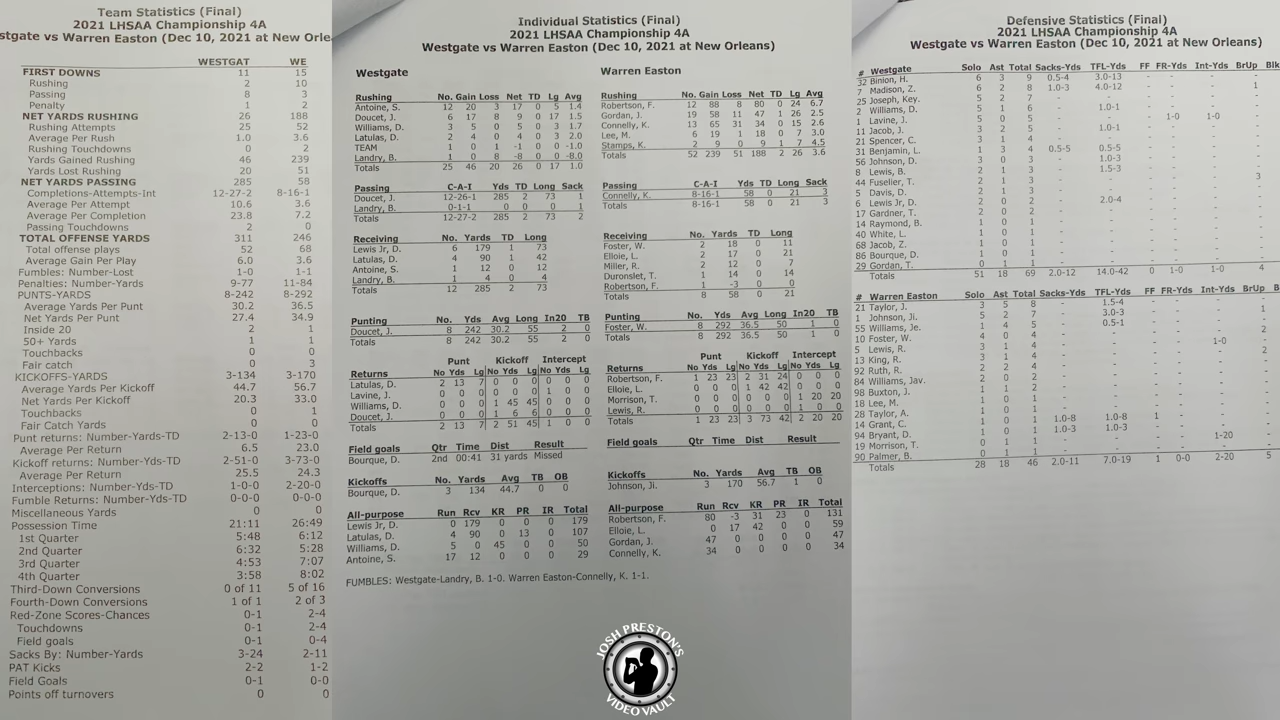 Team Statistics (Final)
2021 LHSAA Championship 4A
stgate vs Warren Easton (Dec 10, 2021 at New Orle
WESTGAT WE
FIRST DOWNS 11 15
Rushing 2 10
Passing 8 3
Penalty 1 2
NET YARDS RUSHING 26 188
Rushing Attempts 25 52
Average Per Rush 1.0 3.6
Rushing Touchdowns 0 2
Yards Gained Rushing 46 239
Yards Lost Rushing 20 51
NET YARDS PASSING 285 58
Completions-Attempts-Int 12-27-2 8-16-1
Average Per Attempt 10.6 3.6
Average Per Completion 23.8 7.2
Passing Touchdowns 2 0
TOTAL OFFENSE YARDS 311 246
Total offense plays 52 68
Average Gain Per Play 6.0 3.6
Fumbles: Number-Lost 1-0 1-1
Penalties: Number-Yards 9-77 11-84
PUNTS-YARDS 8-242 8-292
Average Yards Per Punt 30.2 36.5
Net Yards Per Punt 27.4 34.9
Inside 20 2 1
50+ Yards 1 1
Touchbacks 0 0
Fair catch 0 3
KICKOFFS-YARDS 3-134 3-170
Average Yards Per Kickoff 44.7 56.7
Net Yards Per Kickoff 20.3 33.0
Touchbacks 0 1
Fair Catch Yards 0 0
Punt returns: Number-Yards-TD 2-13-0 1-23-0
Average Per Return 6.5 23.0
Kickoff returns: Number-Yds-TD 2-51-0 3-73-0
Average Per Return 25.5 24.3
Interceptions: Number-Yds-TD 1-0-0 2-20-0
Fumble Returns: Number-Yds-TD 0-0-0 0-0-0
Miscellaneous Yards 0 0
Possession Time 21:11 26:49
1st Quarter 5:48 6:12
2nd Quarter 6:32 5:28
3rd Quarter 4:53 7:07
4th Quarter 3:58 8:02
Third-Down Conversions 0 of 11 5 of 16
Fourth-Down Conversions 1 of 1 2 of 3
Red-Zone Scores-Chances 0-1 2-4
Touchdowns 0-1 2-4
Field goals 0-1 0-4
Sacks By: Number-Yards 3-24 2-11
PAT Kicks 2-2 1-2
Field Goals 0-1 0-0
Points off turnovers 0 0
Individual Statistics (Final)
2021 LHSAA Championship 4A
Westgate vs Warren Easton (Dec 10, 2021 at New Orleans)
Westgate
Rushing No. Gain Loss Net TD Lg Avg
Antoine, S. 12 20 3 17 0 5 1.4
Doucet, J. 6 17 8 9 0 17 1.5
Williams, D. 3 5 0 5 0 3 1.7
Latulas, D. 2 4 0 4 0 3 2.0
TEAM 1 0 1 -1 0 0 -1.0
Landry, B. 1 0 8 -8 0 0 -8.0
Totals 25 46 20 26 0 17 1.0
Passing C-A-I Yds TD Long Sack
Doucet, J. 12-26-1 285 2 73 1
Landry, B. 0-1-1 0 0 0 1
Totals 12-27-2 285 2 73 2
Receiving No. Yards TD Long
Lewis Jr, D. 6 179 1 73
Latulas, D. 4 90 1 42
Antoine, S. 1 12 0 12
Landry, B. 1 4 0 4
Totals 12 285 2 73
Punting No. Yds Avg Long In20 TB
Doucet, J. 8 242 30.2 55 2 0
Totals 8 242 30.2 55 2 0
Punt Kickoff Intercept
Returns No Yds Lg No Yds Lg No Yds Lg
Latulas, D. 2 13 7 0 0 0 0 0 0
Lavine, J. 0 0 0 0 0 0 1 0 0
Williams, D. 0 0 0 1 45 45 0 0 0
Doucet, J. 0 0 0 1 6 6 0 0 0
Totals 2 13 7 2 51 45 1 0 0
Field goals Qtr Time Dist Result
Bourque, D. 2nd 00:41 31 yards Missed
Kickoffs No. Yards Avg TB OB
Bourque, D. 3 134 44.7 0 0
All-purpose Run Rcv KR PR IR Total
Lewis Jr, D. 0 179 0 0 0 179
Latulas, D. 4 90 0 13 0 107
Williams, D. 5 0 45 0 0 50
Antoine, S. 17 12 0 0 0 29
FUMBLES: Westgate-Landry, B. 1-0. Warren Easton-Connelly, K. 1-1.
Warren Easton
Rushing No. Gain Loss Net TD Lg Avg
Robertson, F. 12 88 8 80 0 24 6.7
Gordan, J. 19 58 11 47 1 26 2.5
Connelly, K. 13 65 31 34 0 15 2.6
Lee, M. 6 19 1 18 0 7 3.0
Stamps, K. 2 9 0 9 1 7 4.5
Totals 52 239 51 188 2 26 3.6
Passing C-A-I Yds TD Long Sack
Connelly, K. 8-16-1 58 0 21 3
Totals 8-16-1 58 0 21 3
Receiving No. Yards TD Long
Foster, W. 2 18 0 11
Elloie, L. 2 17 0 21
Miller, R. 2 12 0 7
Duronslet, T. 1 14 0 14
Robertson, F. 1 -3 0 0
Totals 8 58 0 21
Punting No. Yds Avg Long In20 TB
Foster, W. 8 292 36.5 50 1 0
Totals 8 292 36.5 50 1 0
Punt Kickoff Intercept
Returns No Yds Lg No Yds Lg No Yds Lg
Robertson, F. 1 23 23 2 31 24 0 0 0
Elloie, L. 0 0 0 1 42 42 0 0 0
Morrison, T. 0 0 0 0 0 0 1 20 20
Lewis, R. 0 0 0 0 0 0 1 0 0
Totals 1 23 23 3 73 42 2 20 20
Field goals Qtr Time Dist Result
Kickoffs No. Yards Avg TB OB
Johnson, Ji. 3 170 56.7 1 0
All-purpose Run Rcv KR PR IR Total
Robertson, F. 80 -3 31 23 0 131
Elloie, L. 0 17 42 0 0 59
Gordan, J. 47 0 0 0 0 47
Connelly, K. 34 0 0 0 0 34
JOSH PRESTON'S
VIDEO VAULT
Defensive Statistics (Final)
2021 LHSAA Championship 4A
Westgate vs Warren Easton (Dec 10, 2021 at New Orleans)
# Westgate Solo Ast Total Sacks-Yds TFL-Yds FF FR-Yds Int-Yds BrUp Blk
32 Binion, H. 6 3 9 0.5-4 3.0-13
7 Madison, Z. 6 2 8 1.0-3 4.0-12 1
25 Joseph, Key. 5 2 7
2 Williams, D. 5 1 6 1.0-1
1 Lavine, J. 5 0 5 1-0 1-0
11 Jacob, J. 3 2 5 1.0-1
21 Spencer, C. 3 1 4
31 Benjamin, L. 1 3 4 0.5-5 0.5-5
56 Johnson, D. 3 0 3 1.0-3
8 Lewis, B. 2 1 3 1.5-3 3
44 Fuselier, T. 2 1 3
5 Davis, D. 2 1 3
6 Lewis Jr, D. 2 0 2 2.0-4
17 Gardner, T. 2 0 2
14 Raymond, B. 1 0 1
40 White, L. 1 0 1
68 Jacob, Z. 1 0 1
86 Bourque, D. 1 0 1
29 Gordan, T. 0 1 1
Totals 51 18 69 2.0-12 14.0-42 0 1-0 1-0 4
# Warren Easton Solo Ast Total Sacks-Yds TFL-Yds FF FR-Yds Int-Yds BrUp B
21 Taylor, J. 3 5 8 1.5-4
1 Johnson, Ji. 5 2 7 3.0-3
55 Williams, Je. 1 4 5 0.5-1
10 Foster, W. 4 0 4 2
5 Lewis, R. 3 1 4 1-0
13 King, R. 3 1 4 2
92 Ruth, R. 2 2 4
84 Williams, Jav. 2 0 2
98 Buxton, J. 1 1 2
18 Lee, M. 1 0 1
28 Taylor, A. 1 0 1 1.0-8 1.0-8 1
14 Grant, C. 1 0 1 1.0-3 1.0-3
94 Bryant, D. 1 0 1
19 Morrison, T. 0 1 1 1-20
90 Palmer, B. 0 1 1
Totals 28 18 46 2.0-11 7.0-19 1 0-0 2-20 5